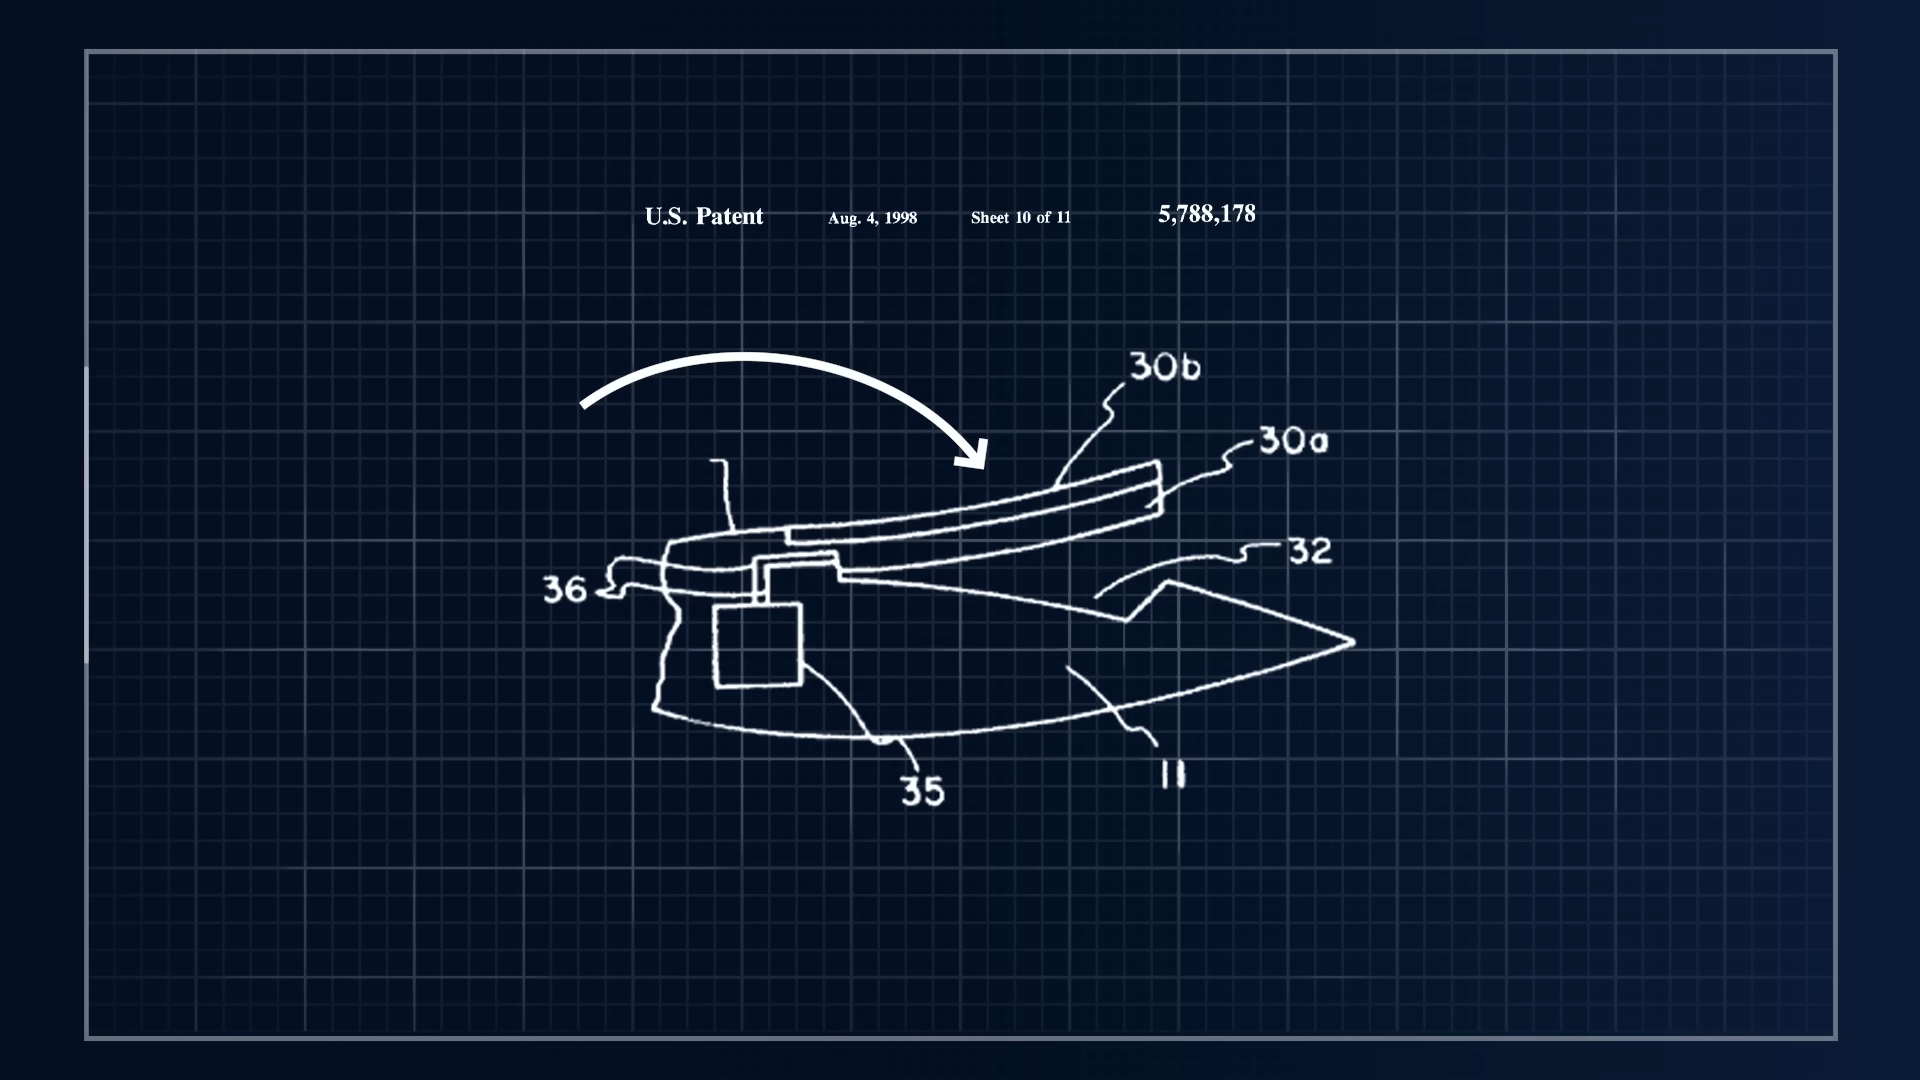 U.S. Patent Aug. 4, 1998 Sheet 10 of 11 5,788,178
30b
30a
32
36
11
35